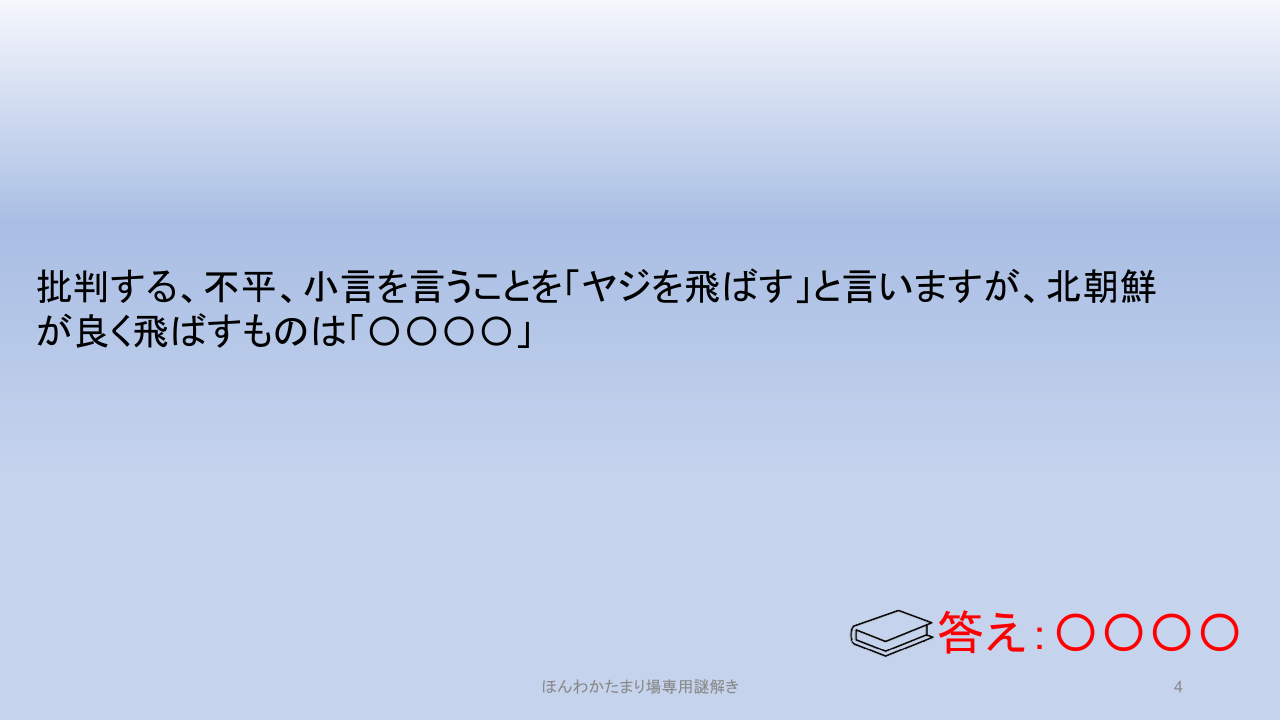 批判する、不平、小言を言うことを「ヤジを飛ばす」と言いますが、北朝鮮
が良く飛ばすものは「〇〇〇〇」
答え：〇〇〇〇
ほんわかたまり場専用謎解き
4